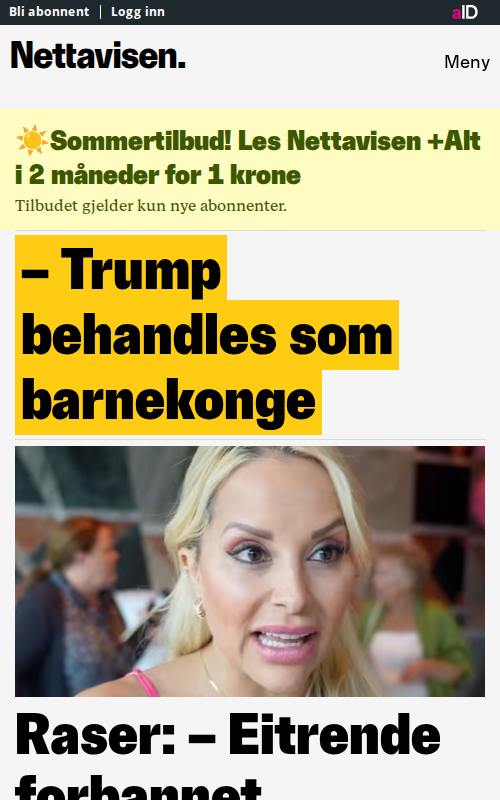 Bli abonnent
Logg inn
aID
Nettavisen.
Meny
☀️Sommertilbud! Les Nettavisen +Alt
i 2 måneder for 1 krone
Tilbudet gjelder kun nye abonnenter.
– Trump
behandles som
barnekonge
Raser: – Eitrende
forbannet